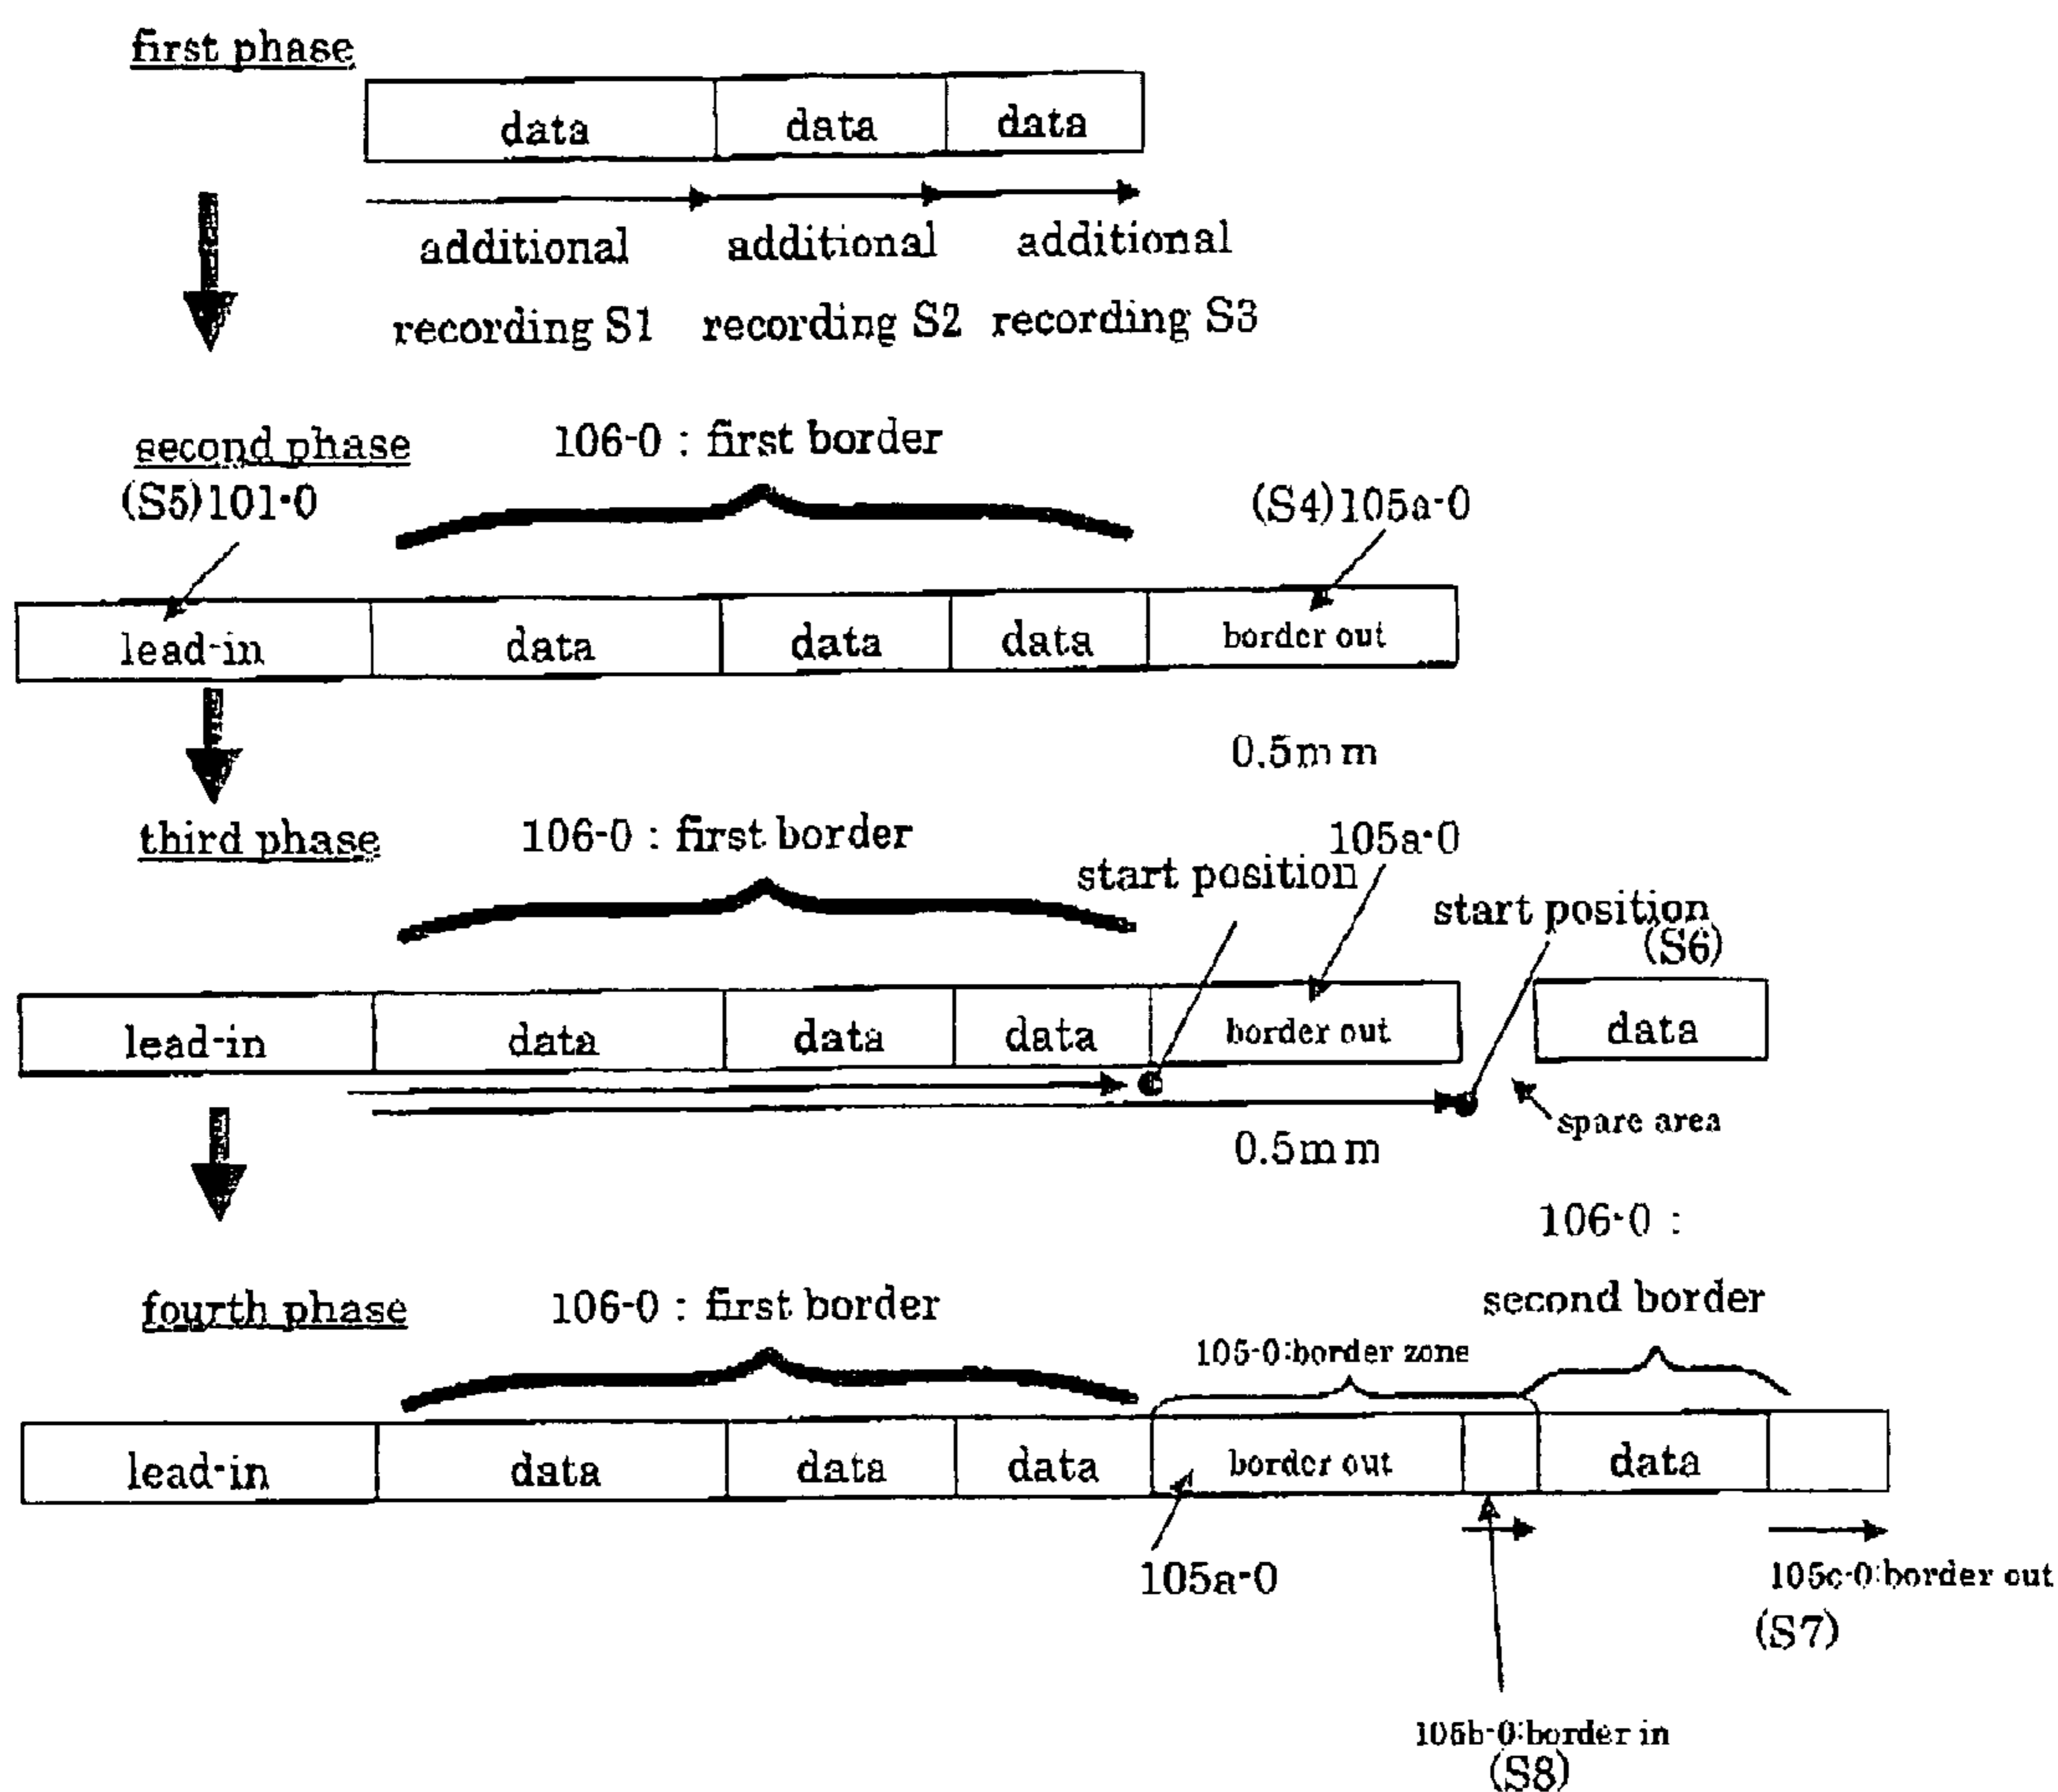 first phase
data data data
additional additional additional
recording S1 recording S2 recording S3
second phase 106-0 : first border
(S5)101-0 (S4)105a-0
lead-in data data data border out
0.5mm
third phase 106-0 : first border 105a-0
start position start position
(S6)
lead-in data data data border out data
spare area
0.5mm
106-0 :
fourth phase 106-0 : first border second border
105-0:border zone
lead-in data data data border out data
105a-0 105c-0:border out
(S7)
105b-0:border in
(S8)